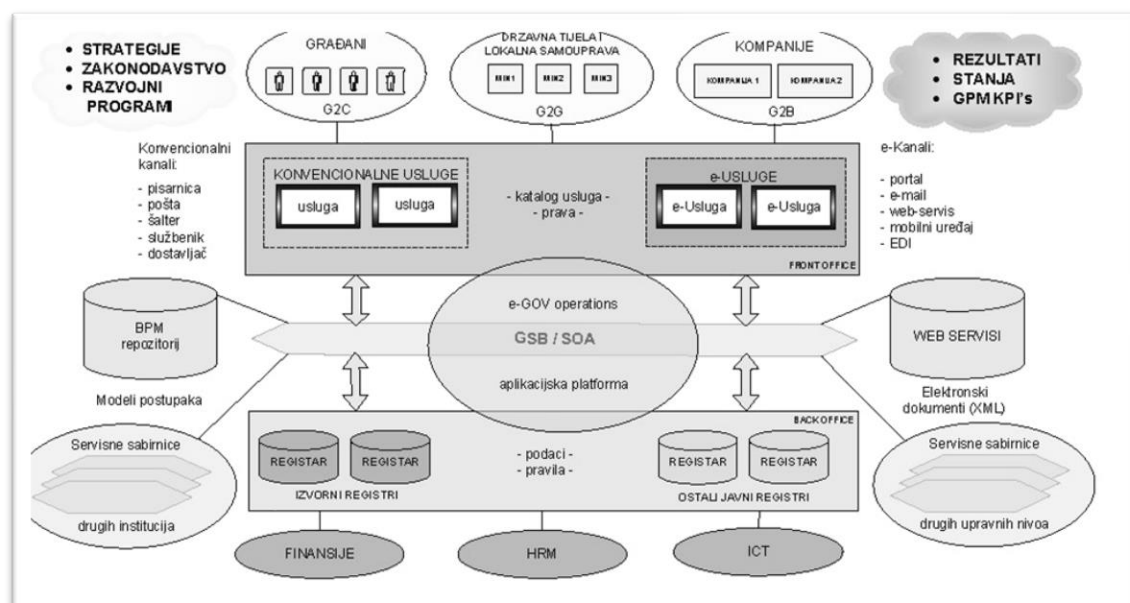 • STRATEGIJE
• ZAKONODAVSTVO
• RAZVOJNI
PROGRAMI
GRAĐANI
G2C
DRŽAVNA TIJELA I
LOKALNA SAMOUPRAVA
MIN1 MIN2 MIN3
G2G
KOMPANIJE
KOMPANIJA 1 KOMPANIJA 2
G2B
• REZULTATI
• STANJA
• GPM KPI's
Konvencionalni
kanali:
- pisarnica
- pošta
- šalter
- službenik
- dostavljač
KONVENCIONALNE USLUGE
usluga usluga
- katalog usluga -
- prava -
e-USLUGE
e-Usluga e-Usluga
FRONT OFFICE
e-Kanali:
- portal
- e-mail
- web-servis
- mobilni uređaj
- EDI
BPM
repozitorij
Modeli postupaka
e-GOV operations
GSB / SOA
aplikacijska platforma
WEB SERVISI
Elektronski
dokumenti (XML)
Servisne sabirnice
drugih institucija
BACK OFFICE
REGISTAR REGISTAR
IZVORNI REGISTRI
- podaci -
- pravila -
REGISTAR REGISTAR
OSTALI JAVNI REGISTRI
Servisne sabirnice
drugih upravnih nivoa
FINANSIJE
HRM
ICT